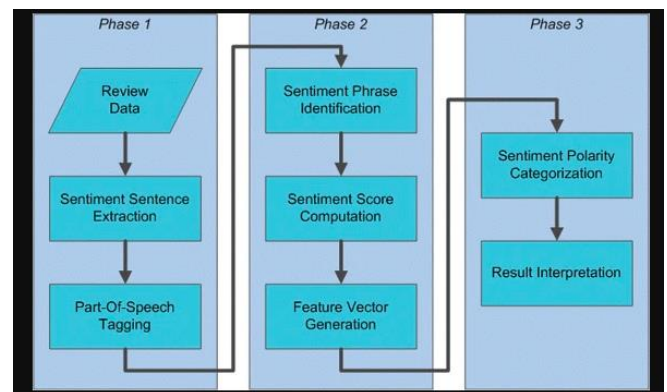 Phase 1
Review
Data
Sentiment Sentence
Extraction
Part-Of-Speech
Tagging
Phase 2
Sentiment Phrase
Identification
Sentiment Score
Computation
Feature Vector
Generation
Phase 3
Sentiment Polarity
Categorization
Result Interpretation